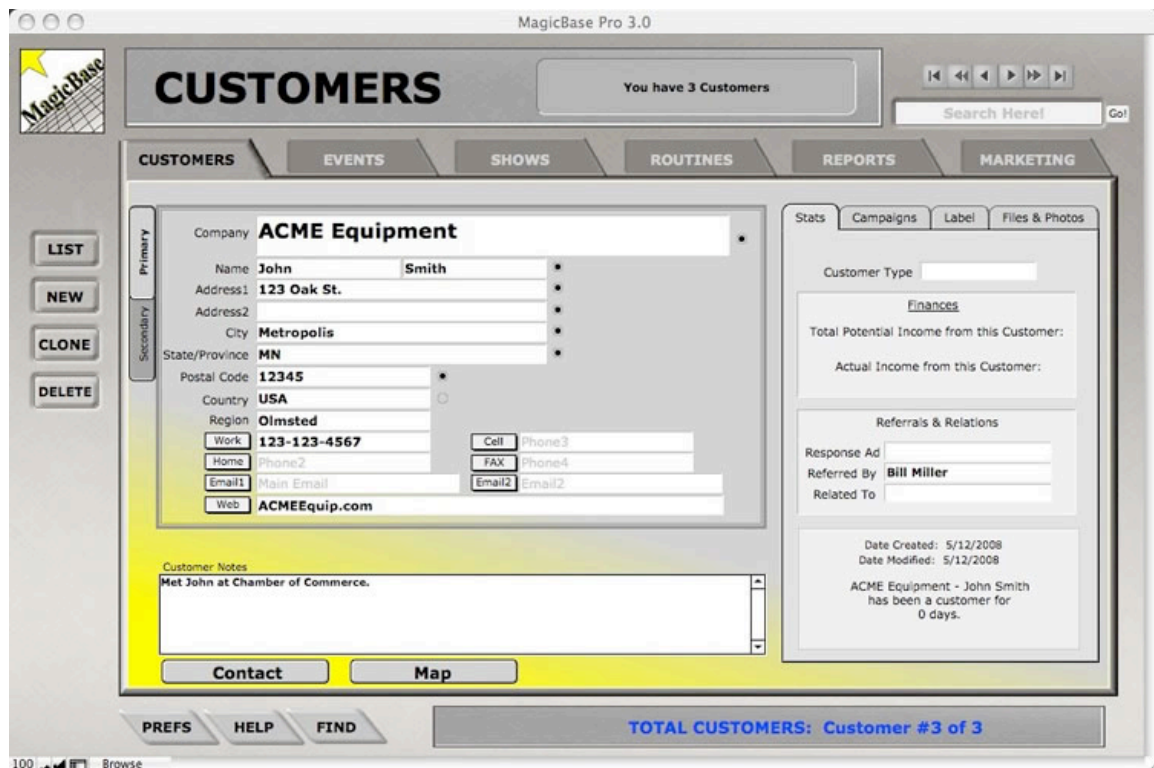 MagicBase Pro 3.0
MagicBase
CUSTOMERS
You have 3 Customers
Search Here!
Go!
CUSTOMERS
EVENTS
SHOWS
ROUTINES
REPORTS
MARKETING
LIST
NEW
CLONE
DELETE
Primary
Secondary
Company ACME Equipment
Name John Smith
Address1 123 Oak St.
Address2
City Metropolis
State/Province MN
Postal Code 12345
Country USA
Region Olmsted
Work 123-123-4567 Cell Phone3
Home Phone2 FAX Phone4
Email1 Main Email Email2 Email2
Web ACMEEquip.com
Customer Notes
Met John at Chamber of Commerce.
Contact
Map
Stats
Campaigns
Label
Files & Photos
Customer Type
Finances
Total Potential Income from this Customer:
Actual Income from this Customer:
Referrals & Relations
Response Ad
Referred By Bill Miller
Related To
Date Created: 5/12/2008
Date Modified: 5/12/2008
ACME Equipment - John Smith
has been a customer for
0 days.
PREFS
HELP
FIND
TOTAL CUSTOMERS: Customer #3 of 3
100
Browse